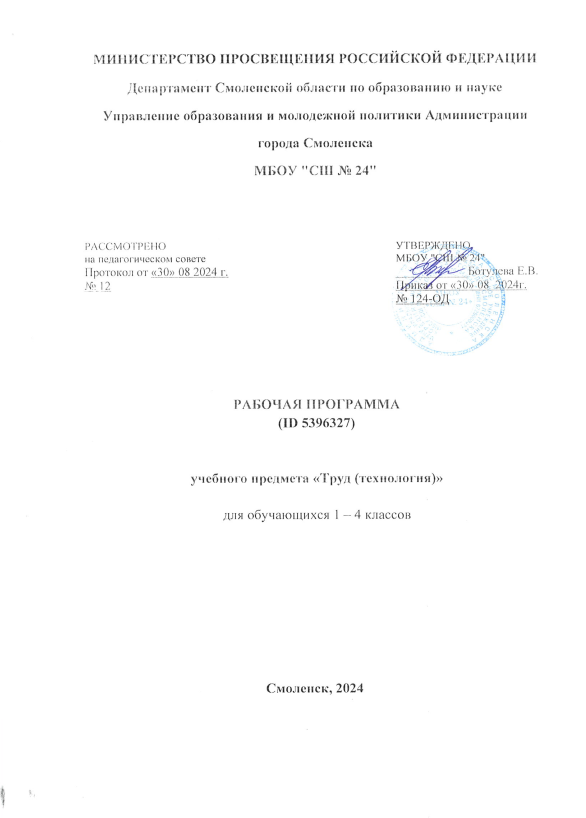 МИНИСТЕРСТВО ПРОСВЕЩЕНИЯ РОССИЙСКОЙ ФЕДЕРАЦИИ
Департамент Смоленской области по образованию и науке
Управление образования и молодежной политики Администрации
города Смоленска
МБОУ "СШ № 24"
РАССМОТРЕНО
на педагогическом совете
Протокол от «30» 08 2024 г.
№ 12
УТВЕРЖДЕНО
МБОУ "СШ № 24"
Ботулева Е.В.
Приказ от «30» 08 2024г.
№ 124-ОД
РАБОЧАЯ ПРОГРАММА
(ID 5396327)
учебного предмета «Труд (технология)»
для обучающихся 1 – 4 классов
Смоленск, 2024